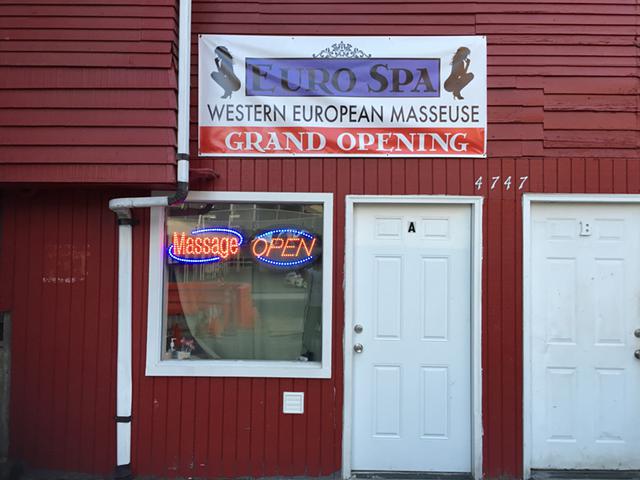 EURO SPA
WESTERN EUROPEAN MASSEUSE
GRAND OPENING
4747
Massage OPEN
A
B